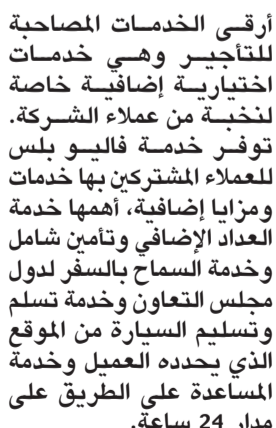 أرقى الخدمات المصاحبة
للتأجير وهي خدمات
اختيارية إضافية خاصة
لنخبة من عملاء الشركة.
توفر خدمة فاليو بلس
للعملاء المشتركين بها خدمات
ومزايا إضافية، أهمها خدمة
العداد الإضافي وتأمين شامل
وخدمة السماح بالسفر لدول
مجلس التعاون وخدمة تسلم
وتسليم السيارة من الموقع
الذي يحدده العميل وخدمة
المساعدة على الطريق على
مدار 24 ساعة.